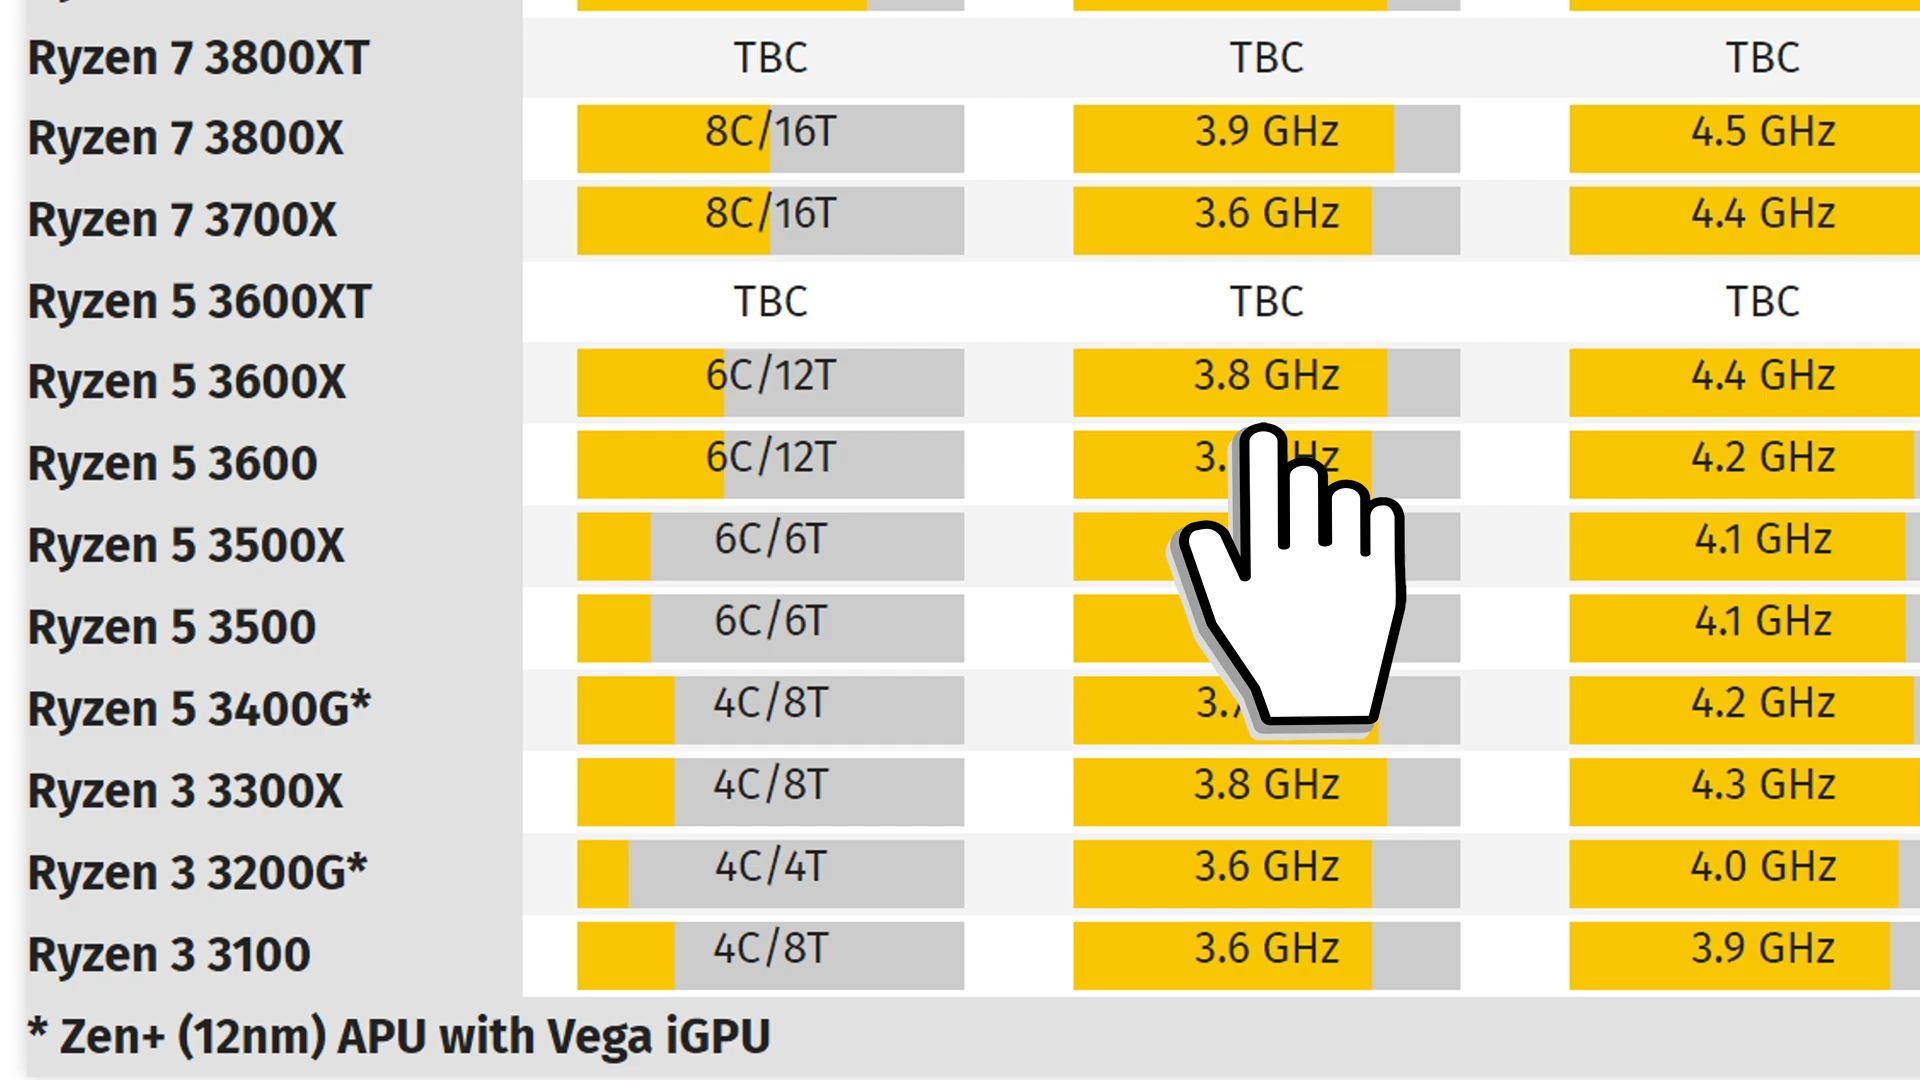 Ryzen 7 3800XT TBC TBC TBC
Ryzen 7 3800X 8C/16T 3.9 GHz 4.5 GHz
Ryzen 7 3700X 8C/16T 3.6 GHz 4.4 GHz
Ryzen 5 3600XT TBC TBC TBC
Ryzen 5 3600X 6C/12T 3.8 GHz 4.4 GHz
Ryzen 5 3600 6C/12T 4.2 GHz
Ryzen 5 3500X 6C/6T 4.1 GHz
Ryzen 5 3500 6C/6T 4.1 GHz
Ryzen 5 3400G* 4C/8T 4.2 GHz
Ryzen 3 3300X 4C/8T 3.8 GHz 4.3 GHz
Ryzen 3 3200G* 4C/4T 3.6 GHz 4.0 GHz
Ryzen 3 3100 4C/8T 3.6 GHz 3.9 GHz
* Zen+ (12nm) APU with Vega iGPU